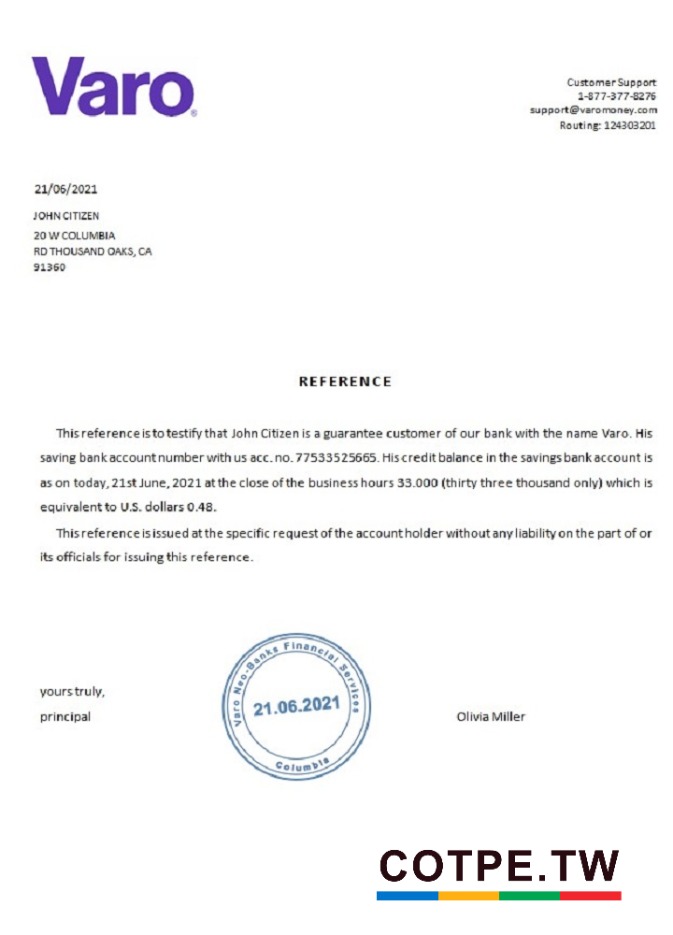 Varo®
Customer Support
1-877-377-8276
support@varomoney.com
Routing: 124303201
21/06/2021
JOHN CITIZEN
20 W COLUMBIA
RD THOUSAND OAKS, CA
91360
REFERENCE
This reference is to testify that John Citizen is a guarantee customer of our bank with the name Varo. His
saving bank account number with us acc. no. 77533525665. His credit balance in the savings bank account is
as on today, 21st June, 2021 at the close of the business hours 33.000 (thirty three thousand only) which is
equivalent to U.S. dollars 0.48.
This reference is issued at the specific request of the account holder without any liability on the part of or
its officials for issuing this reference.
yours truly,
principal
Varo Neo-Banks Financial Services
21.06.2021
Columbia
Olivia Miller
COTPE.TW